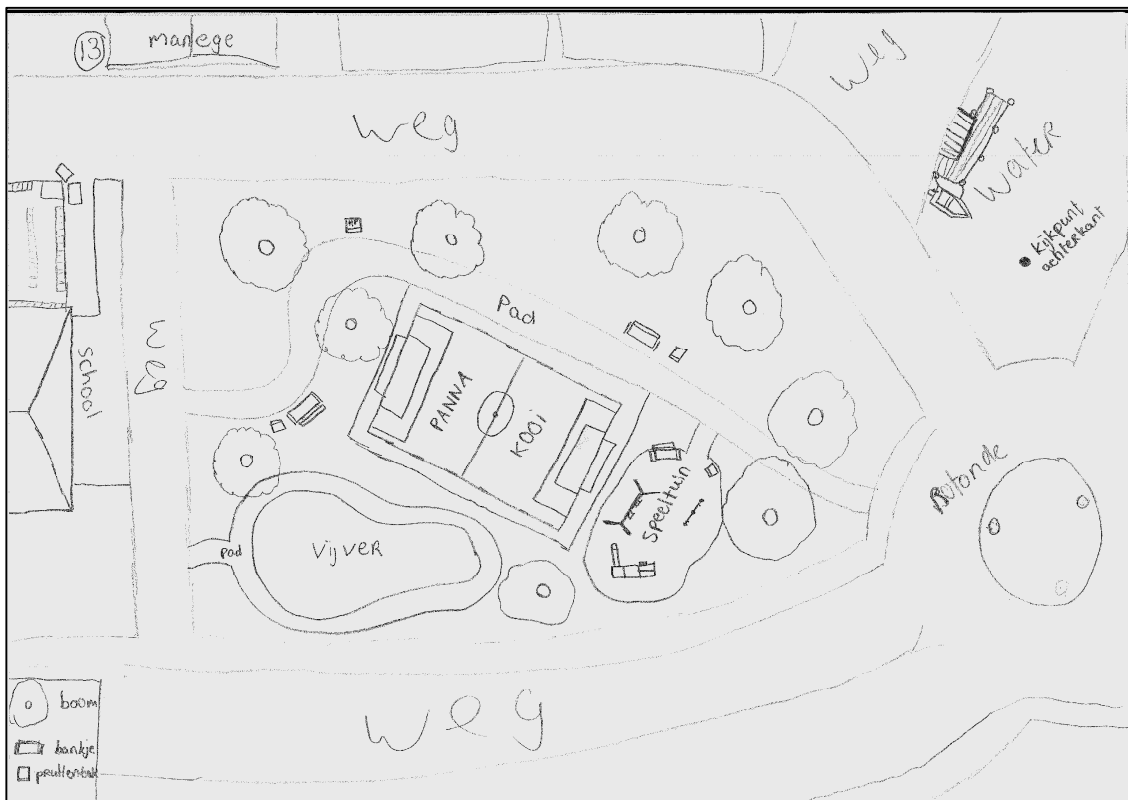 13
manege
weg
weg
water
kijkpunt
achterkant
Pad
weg
school
PANNA
KOOI
speeltuin
Rotonde
Vijver
pad
weg
boom
bankje
prullenbak